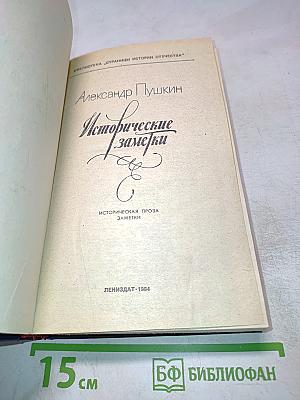 БИБЛИОТЕКА „СТРАНИЦЫ ИСТОРИИ ОТЕЧЕСТВА“
Александр Пушкин
Исторические
заметки
ИСТОРИЧЕСКАЯ ПРОЗА
ЗАМЕТКИ
ЛЕНИЗДАТ·1984
15 см
БФ БИБЛИОФАН